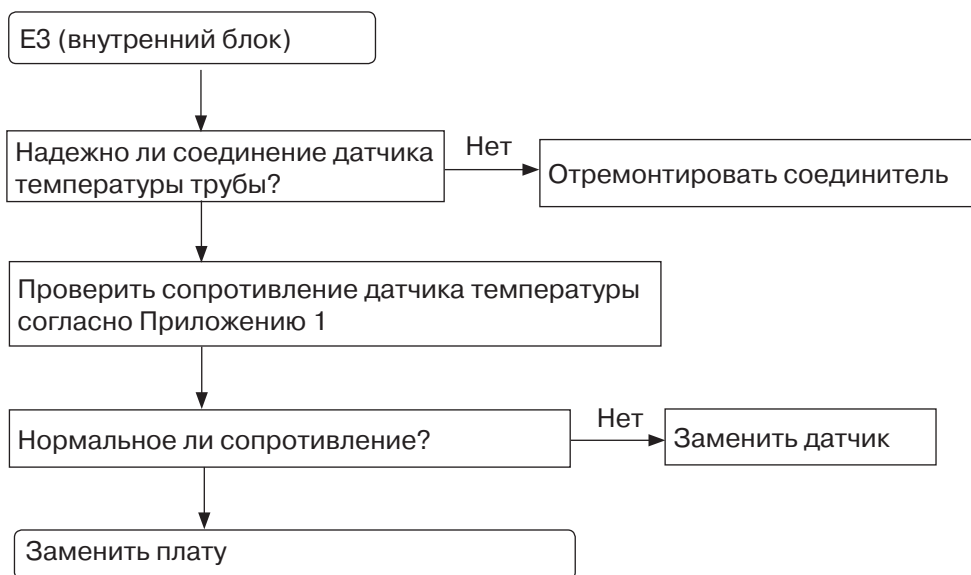 Е3 (внутренний блок)
Надежно ли соединение датчика
температуры трубы?
Нет
Отремонтировать соединитель
Проверить сопротивление датчика температуры
согласно Приложению 1
Нормальное ли сопротивление?
Нет
Заменить датчик
Заменить плату